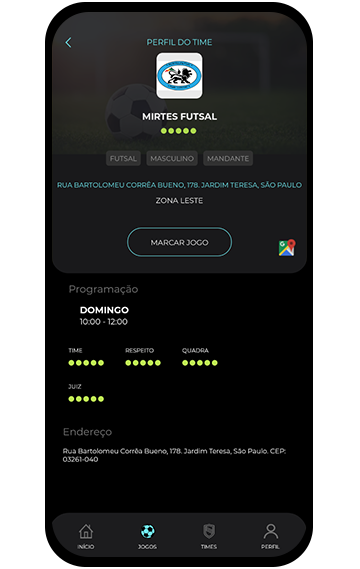 PERFIL DO TIME
MIRTES FUTSAL
FUTSAL MASCULINO MANDANTE
RUA BARTOLOMEU CORRÊA BUENO, 178. JARDIM TERESA, SÃO PAULO
ZONA LESTE
MARCAR JOGO
Programação
DOMINGO
10:00 - 12:00
TIME RESPEITO QUADRA
JUIZ
Endereço
Rua Bartolomeu Corrêa Bueno, 178. Jardim Teresa, São Paulo. CEP:
03261-040
INÍCIO JOGOS TIMES PERFIL